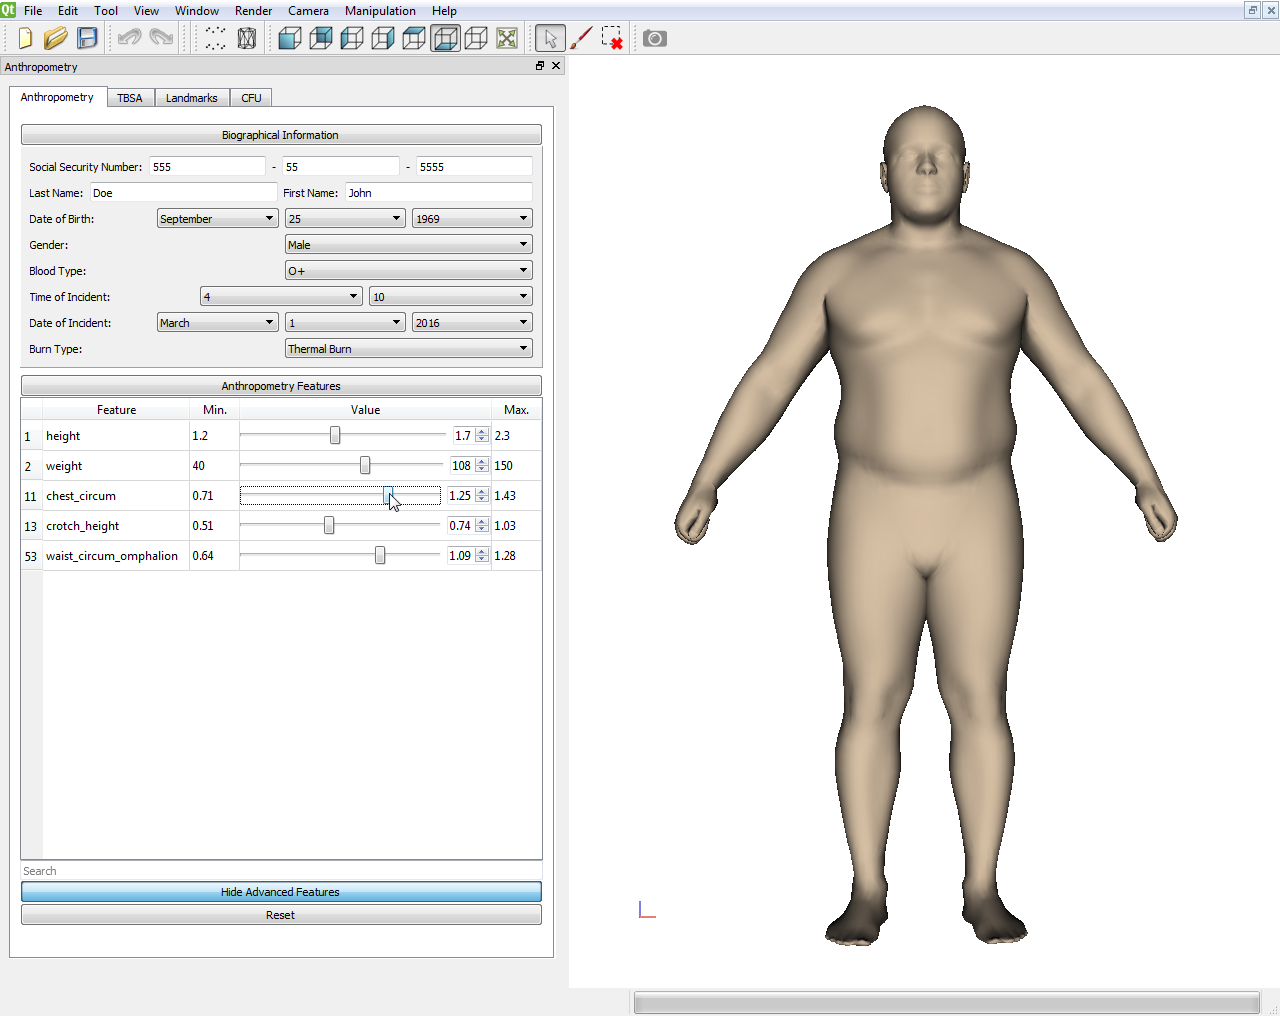 Qt File Edit Tool View Window Render Camera Manipulation Help
Anthropometry
Anthropometry TBSA Landmarks CFU
Biographical Information
Social Security Number: 555 - 55 - 5555
Last Name: Doe First Name: John
Date of Birth: September 25 1969
Gender: Male
Blood Type: O+
Time of Incident: 4 10
Date of Incident: March 1 2016
Burn Type: Thermal Burn
Anthropometry Features
Feature Min. Value Max.
1 height 1.2 1.7 2.3
2 weight 40 108 150
11 chest_circum 0.71 1.25 1.43
13 crotch_height 0.51 0.74 1.03
53 waist_circum_omphalion 0.64 1.09 1.28
Search
Hide Advanced Features
Reset